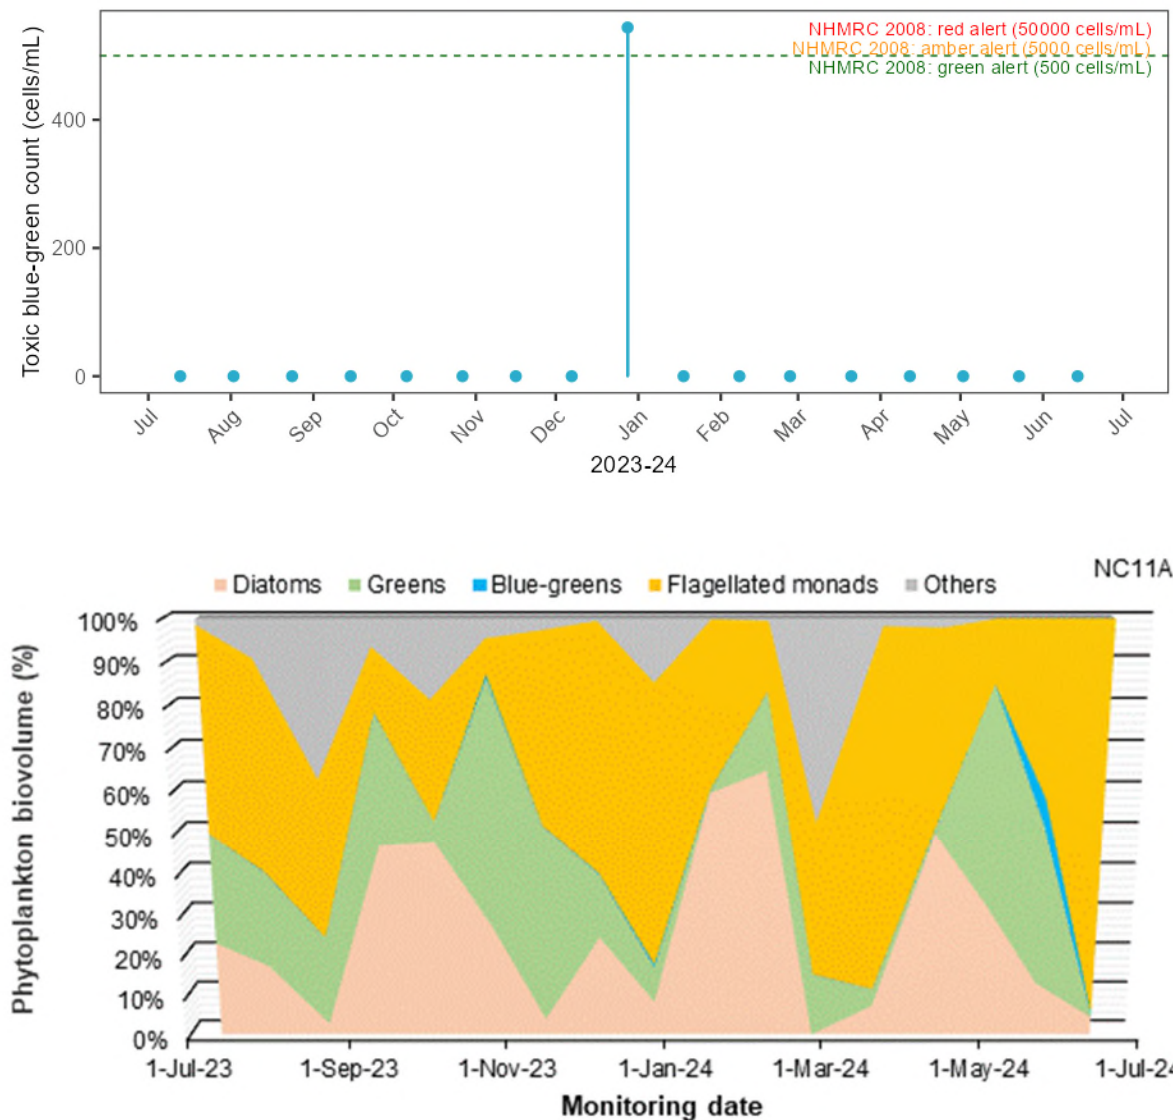 NHMRC 2008: red alert (50000 cells/mL)
NHMRC 2008: amber alert (5000 cells/mL)
NHMRC 2008: green alert (500 cells/mL)
Toxic blue-green count (cells/mL)
400
200
0
Jul Aug Sep Oct Nov Dec Jan Feb Mar Apr May Jun Jul
2023-24
NC11A
Diatoms Greens Blue-greens Flagellated monads Others
Phytoplankton biovolume (%)
100%
90%
80%
70%
60%
50%
40%
30%
20%
10%
0%
1-Jul-23 1-Sep-23 1-Nov-23 1-Jan-24 1-Mar-24 1-May-24 1-Jul-24
Monitoring date